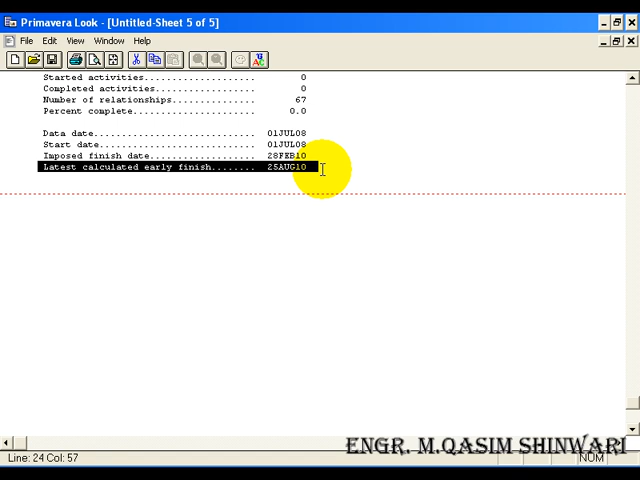 Primavera Look - [Untitled-Sheet 5 of 5]
File Edit View Window Help
Started activities................... 0
Completed activities................. 0
Number of relationships.............. 67
Percent complete..................... 0.0
Data date............................ 01JUL08
Start date........................... 01JUL08
Imposed finish date.................. 28FEB10
Latest calculated early finish....... 25AUG10
ENGR. M.QASIM SHINWARI
Line: 24 Col: 57
NUM